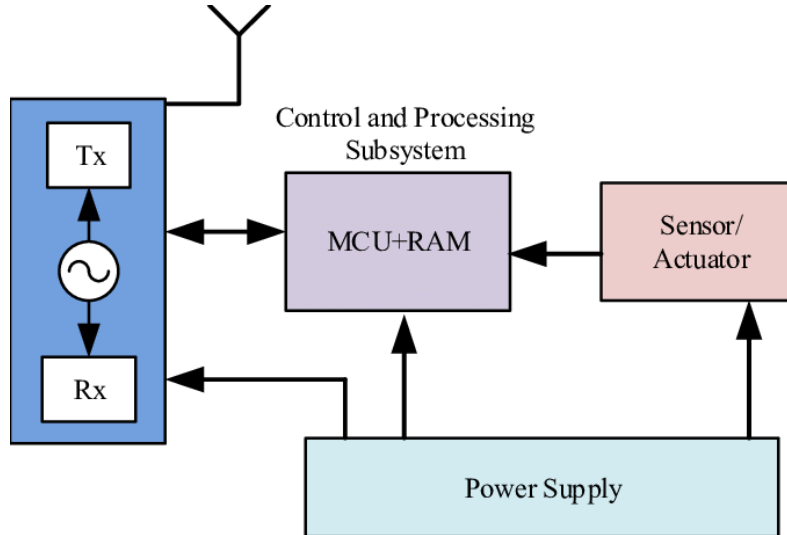 Control and Processing
Subsystem
Tx
MCU+RAM
Sensor/
Actuator
Rx
Power Supply